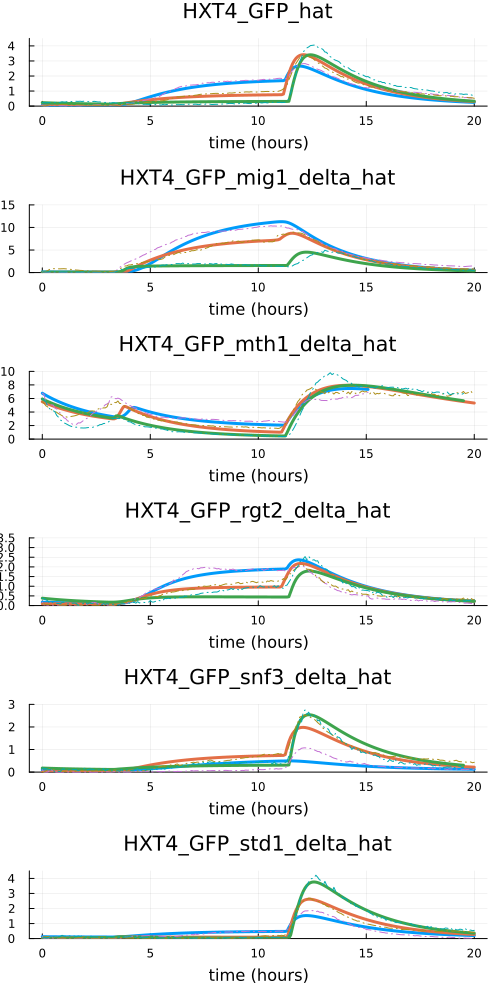 HXT4_GFP_hat
4
3
2
1
0
0 5 10 15 20
time (hours)
HXT4_GFP_mig1_delta_hat
15
10
5
0
0 5 10 15 20
time (hours)
HXT4_GFP_mth1_delta_hat
10
8
6
4
2
0
0 5 10 15 20
time (hours)
HXT4_GFP_rgt2_delta_hat
3.5
3.0
2.5
2.0
1.5
1.0
0.5
0.0
0 5 10 15 20
time (hours)
HXT4_GFP_snf3_delta_hat
3
2
1
0
0 5 10 15 20
time (hours)
HXT4_GFP_std1_delta_hat
4
3
2
1
0
0 5 10 15 20
time (hours)